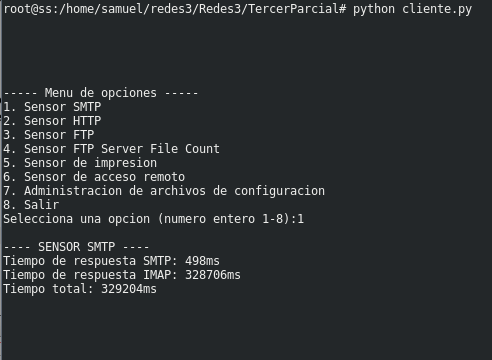 root@ss:/home/samuel/redes3/Redes3/TercerParcial# python cliente.py
----- Menu de opciones -----
1. Sensor SMTP
2. Sensor HTTP
3. Sensor FTP
4. Sensor FTP Server File Count
5. Sensor de impresion
6. Sensor de acceso remoto
7. Administracion de archivos de configuracion
8. Salir
Selecciona una opcion (numero entero 1-8):1
---- SENSOR SMTP ----
Tiempo de respuesta SMTP: 498ms
Tiempo de respuesta IMAP: 328706ms
Tiempo total: 329204ms